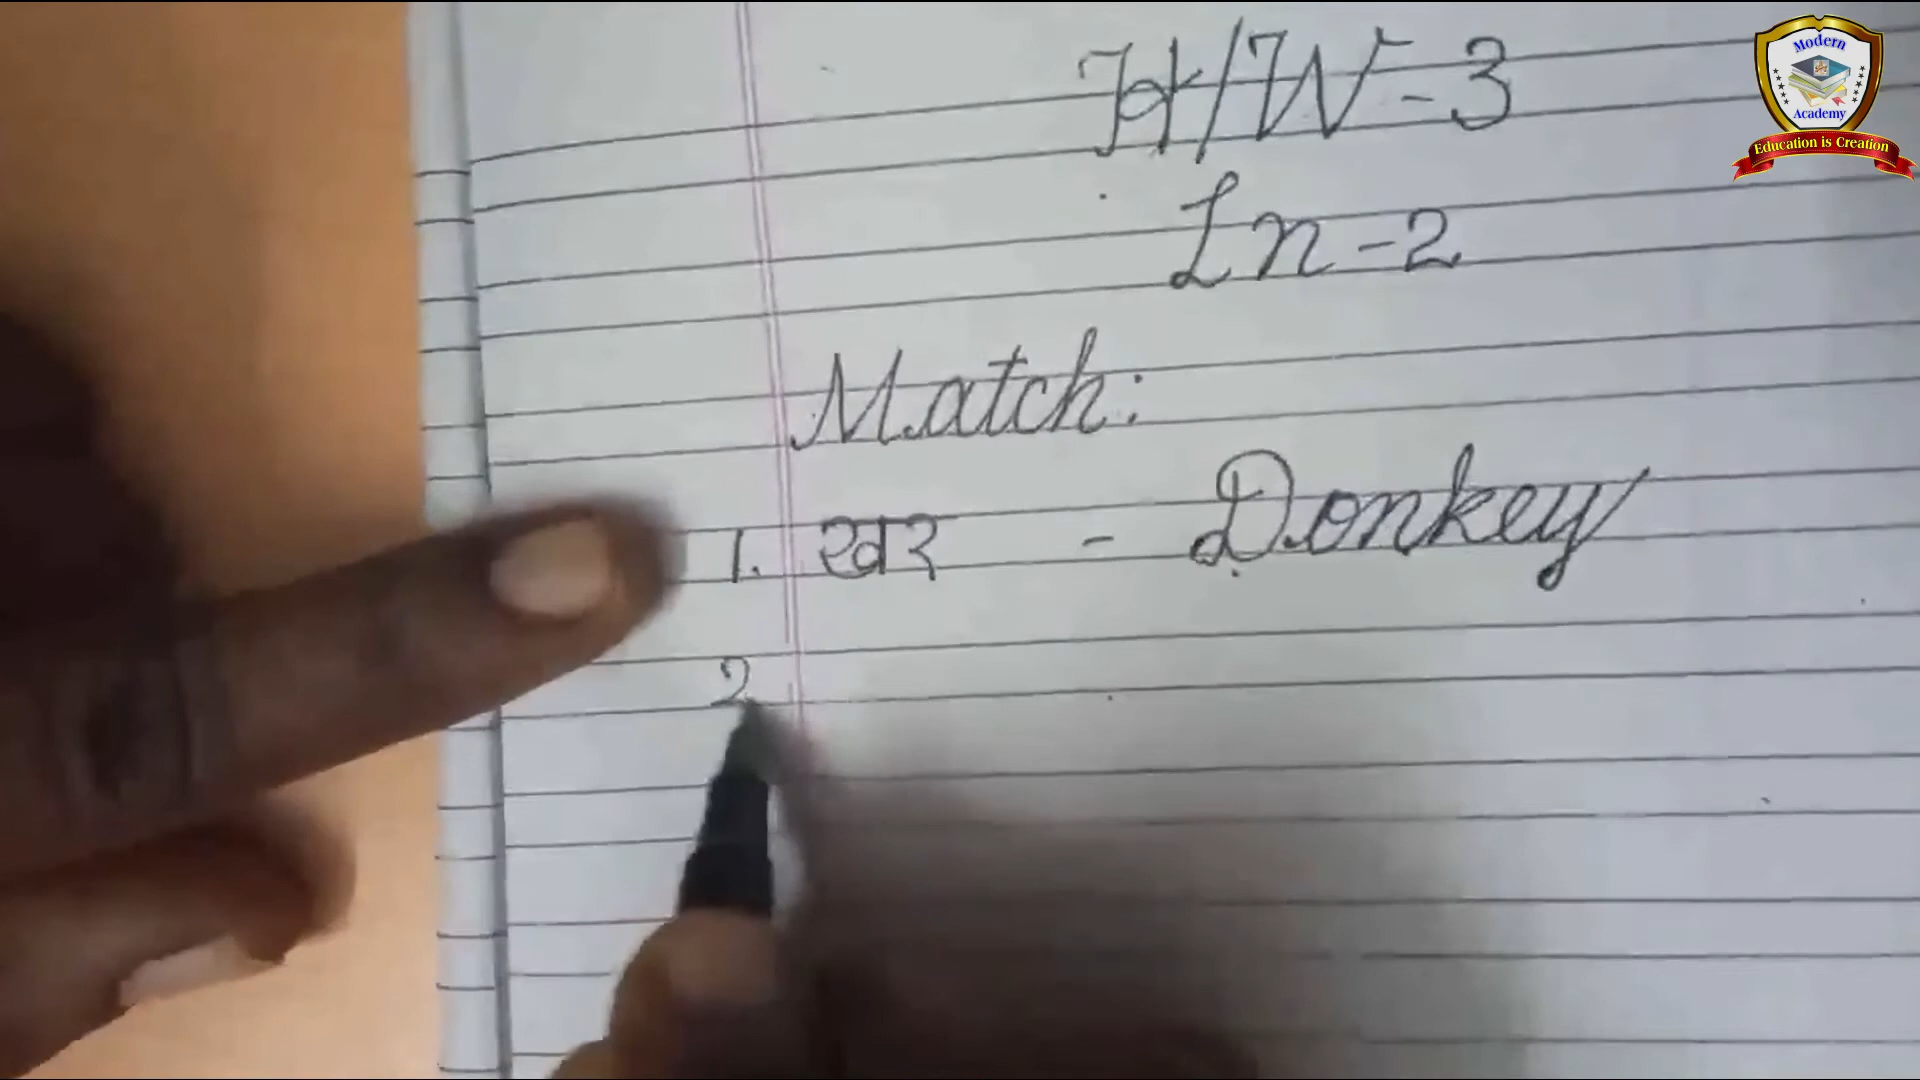 Modern
Academy
Education is Creation
H/W - 3
Ln - 2
Match:
1. खर - Donkey
2